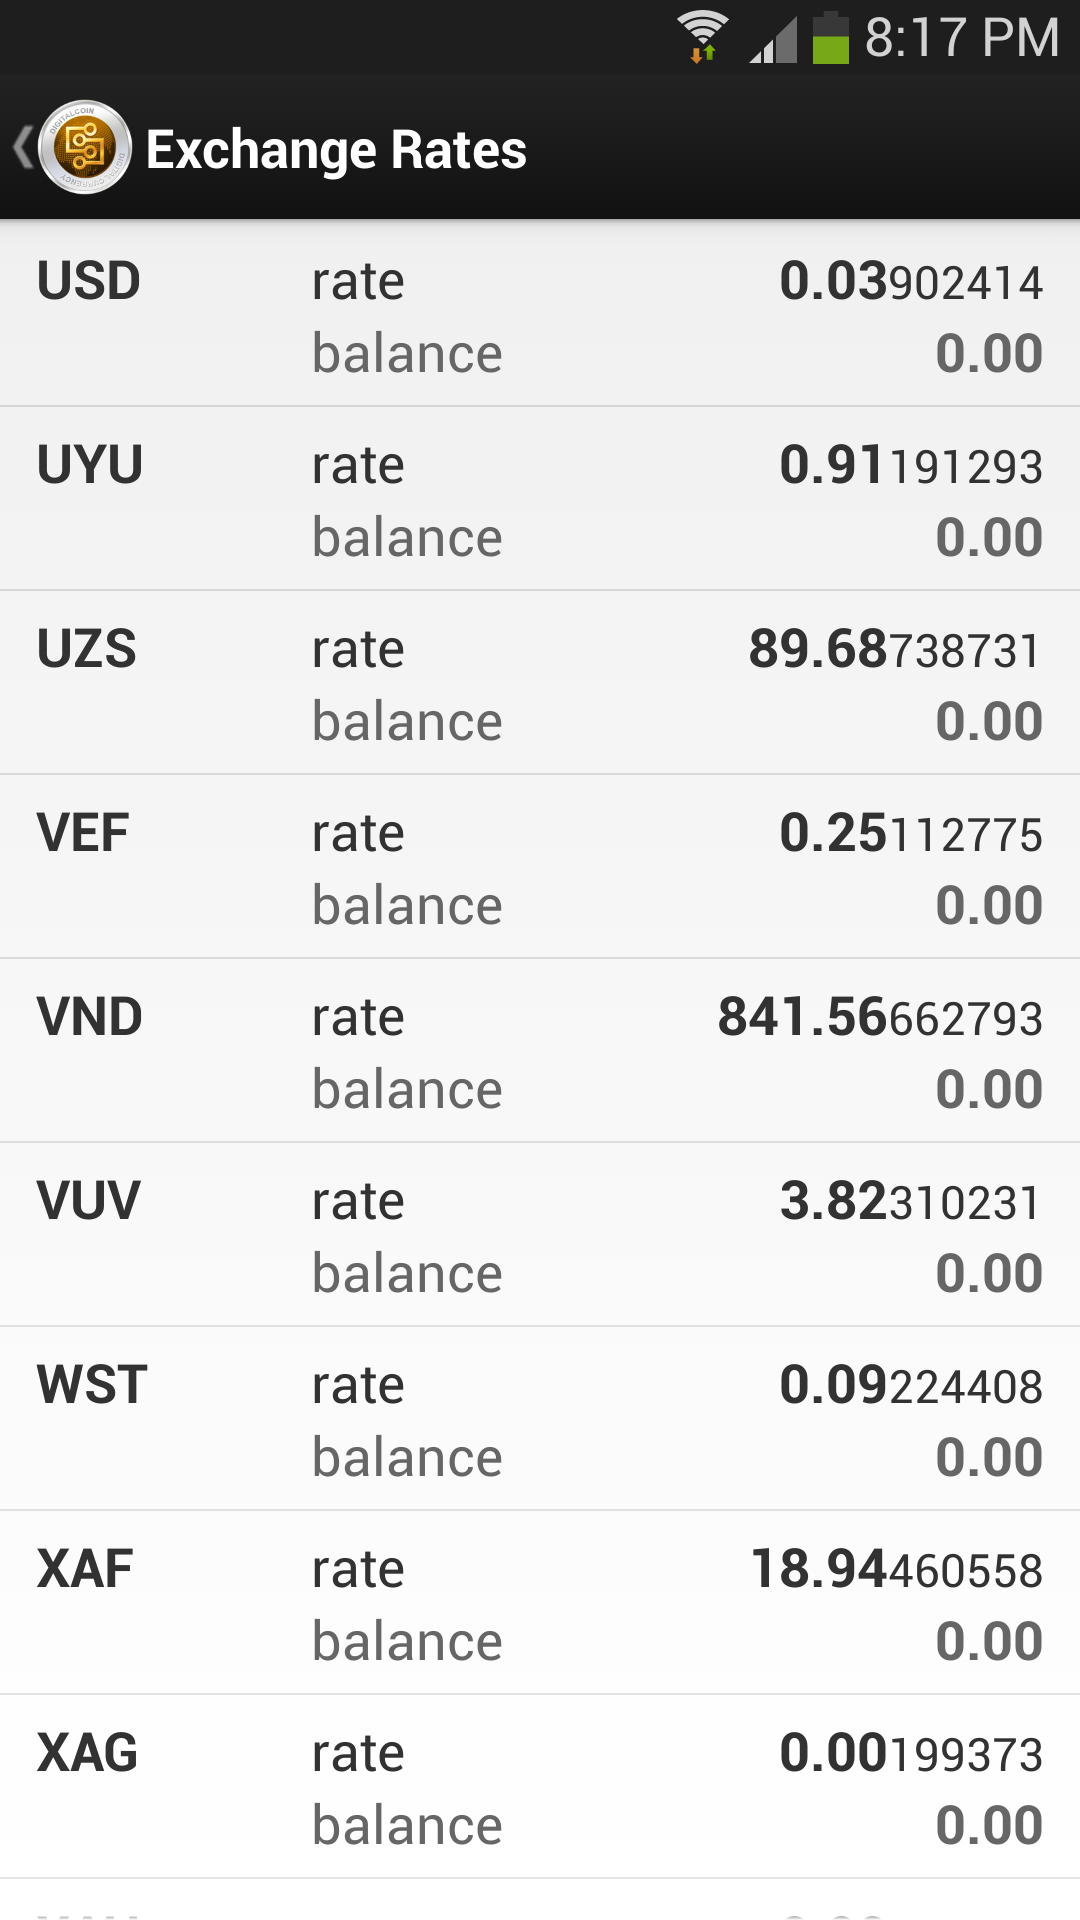 8:17 PM
DIGITALCOIN
DIGITAL CURRENCY
Exchange Rates
USD rate 0.03902414
balance 0.00
UYU rate 0.91191293
balance 0.00
UZS rate 89.68738731
balance 0.00
VEF rate 0.25112775
balance 0.00
VND rate 841.56662793
balance 0.00
VUV rate 3.82310231
balance 0.00
WST rate 0.09224408
balance 0.00
XAF rate 18.94460558
balance 0.00
XAG rate 0.00199373
balance 0.00